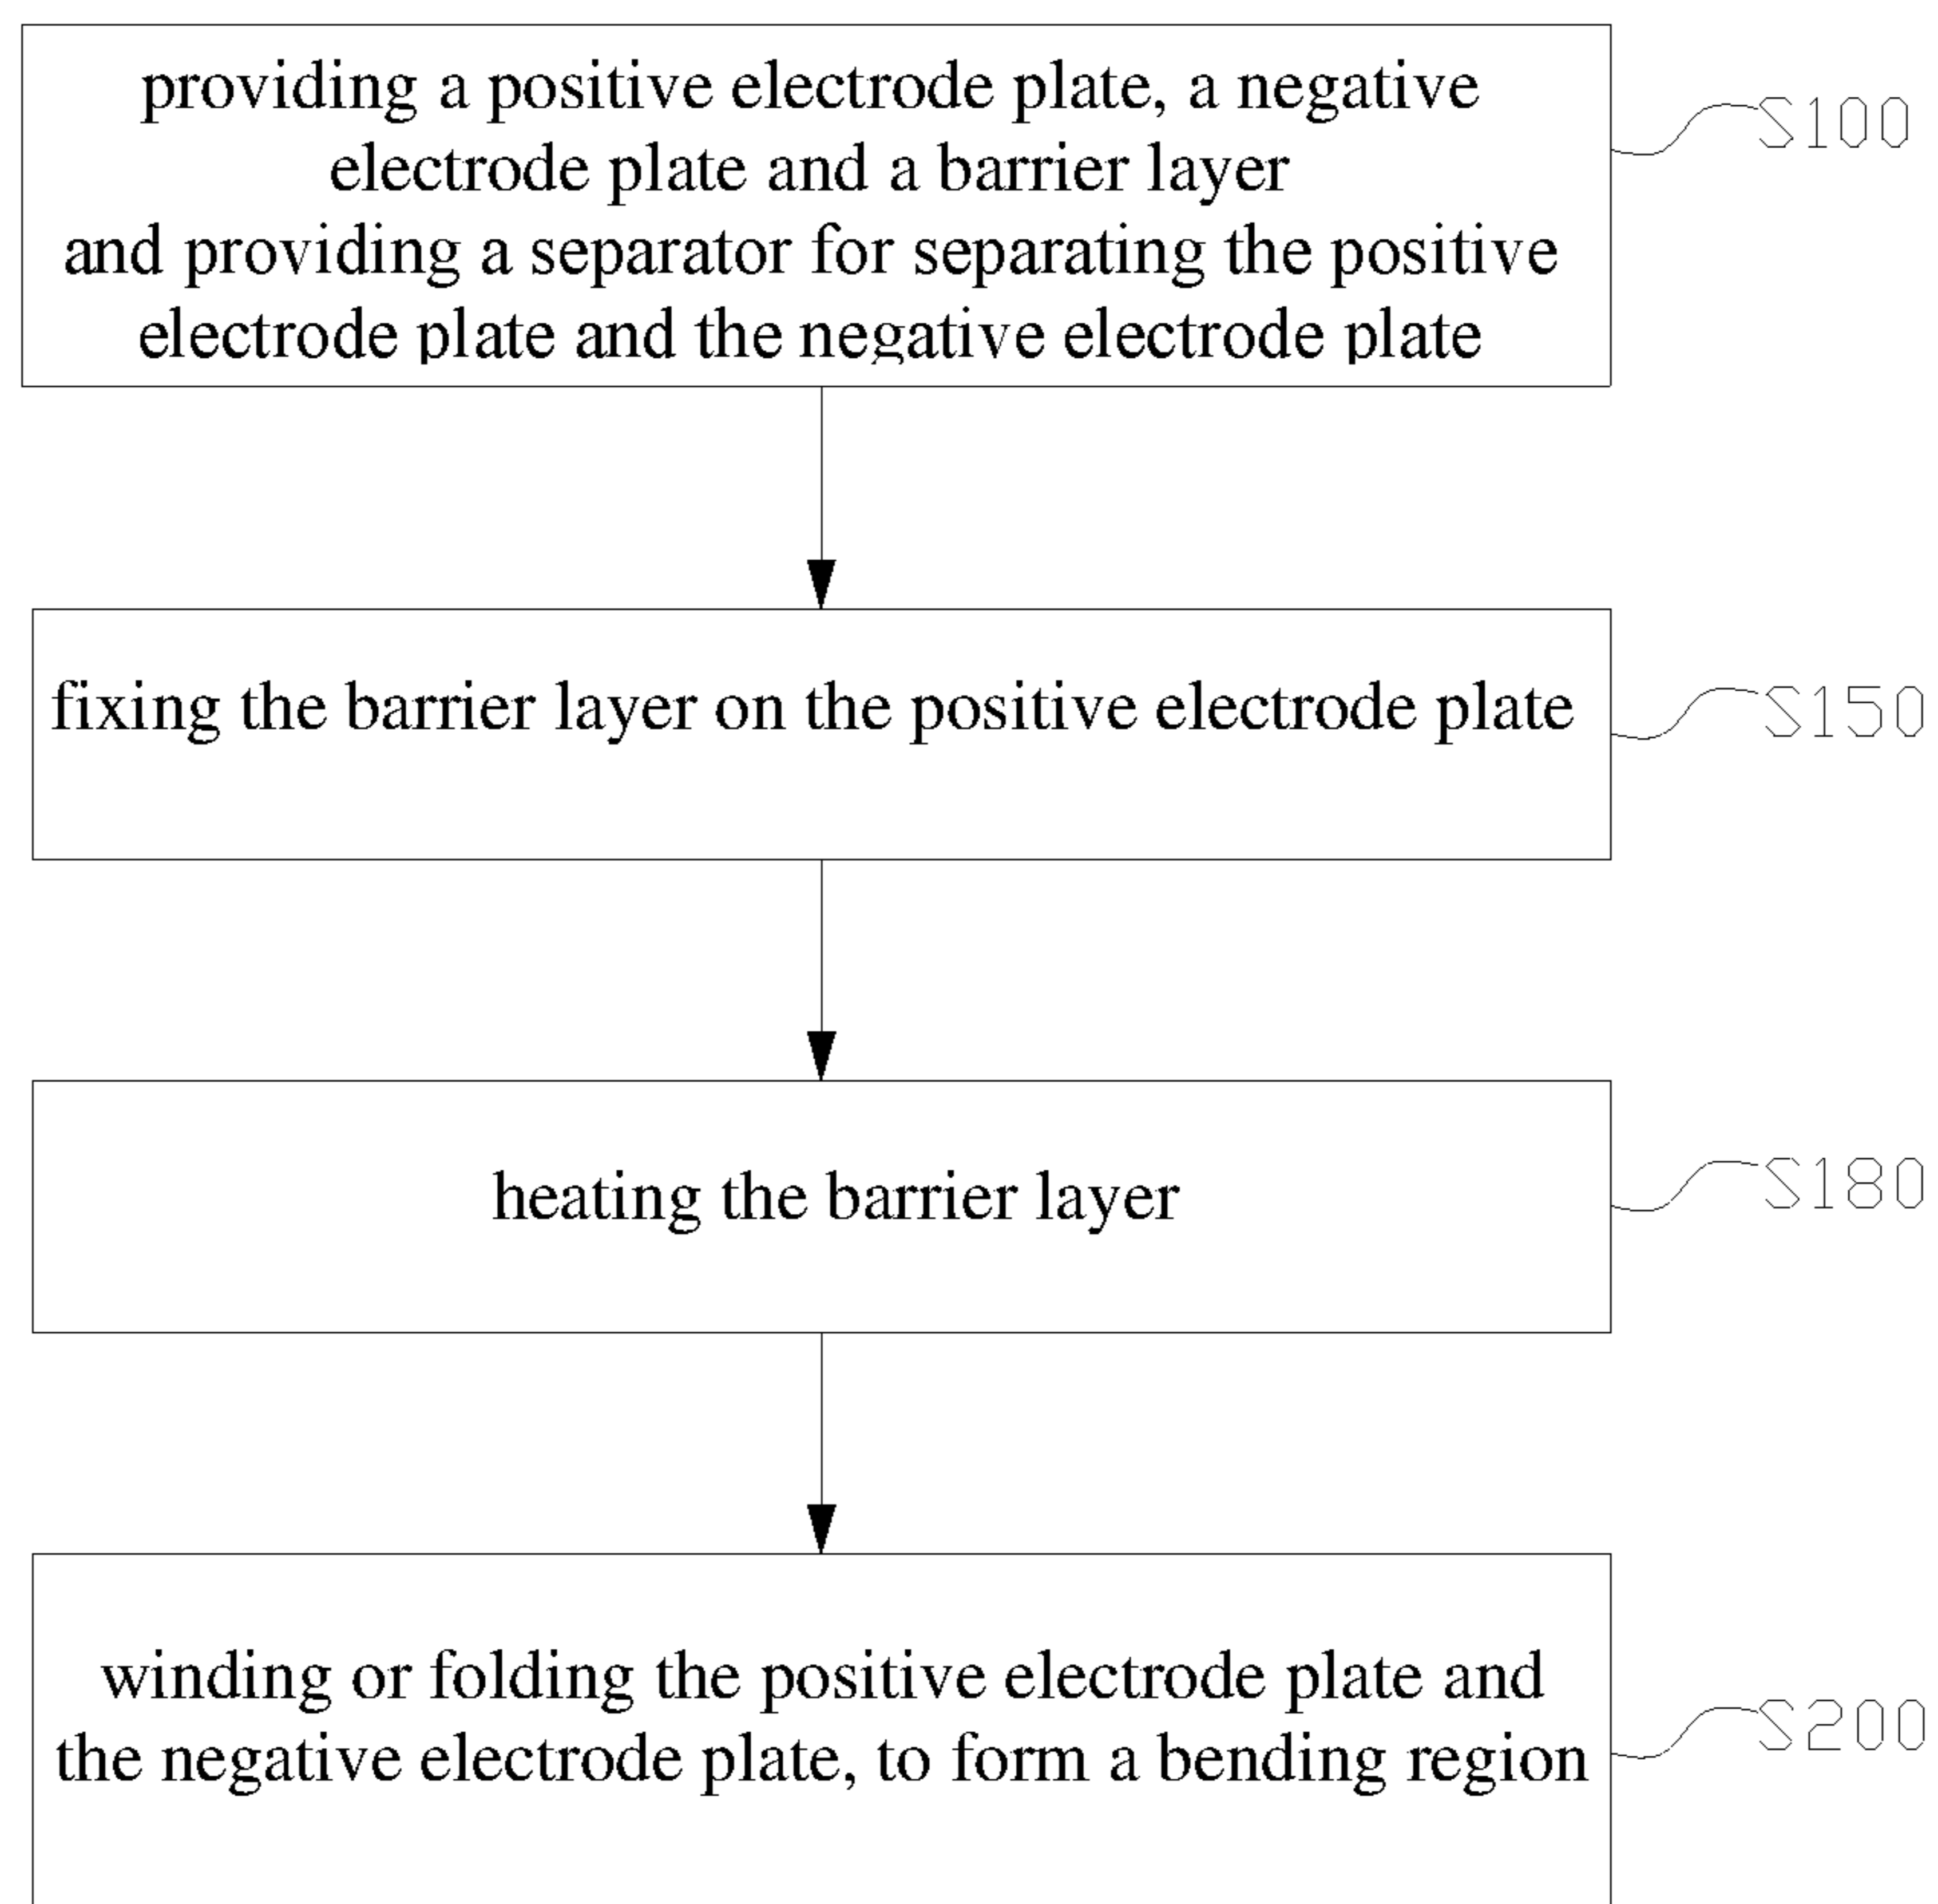 providing a positive electrode plate, a negative
electrode plate and a barrier layer
and providing a separator for separating the positive
electrode plate and the negative electrode plate
S100
fixing the barrier layer on the positive electrode plate
S150
heating the barrier layer
S180
winding or folding the positive electrode plate and
the negative electrode plate, to form a bending region
S200